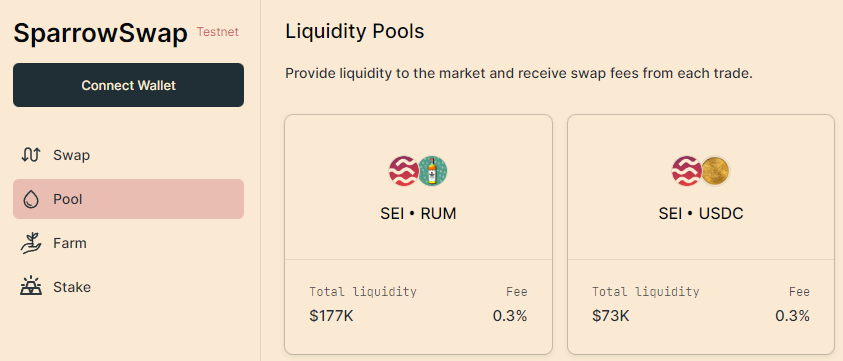 SparrowSwap Testnet
Connect Wallet
Swap
Pool
Farm
Stake
Liquidity Pools
Provide liquidity to the market and receive swap fees from each trade.
SEI • RUM
Total liquidity Fee
$177K 0.3%
SEI • USDC
Total liquidity Fee
$73K 0.3%